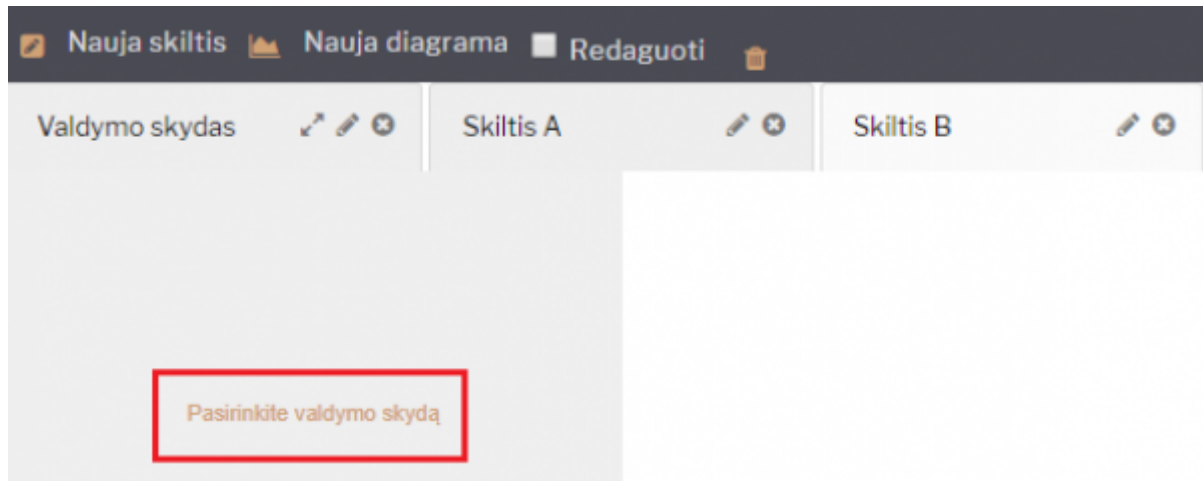 Nauja skiltis Nauja diagrama Redaguoti
Valdymo skydas Skiltis A Skiltis B
Pasirinkite valdymo skydą